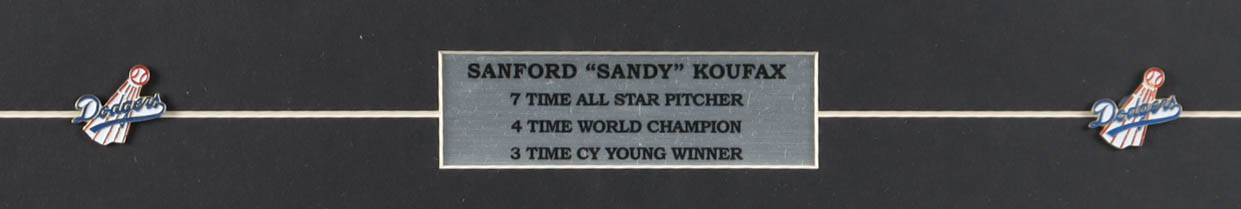 SANFORD “SANDY” KOUFAX
7 TIME ALL STAR PITCHER
4 TIME WORLD CHAMPION
3 TIME CY YOUNG WINNER
Dodgers
Dodgers